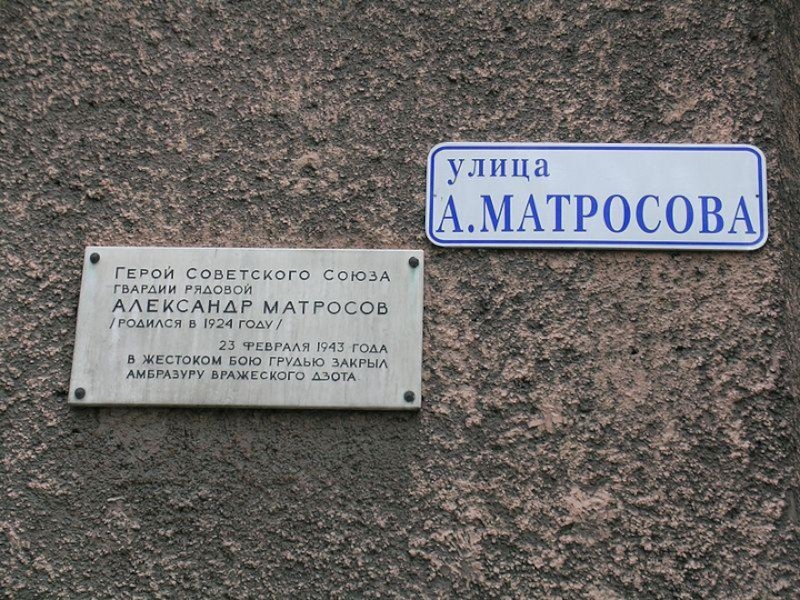 улица
А.МАТРОСОВА
ГЕРОЙ СОВЕТСКОГО СОЮЗА
ГВАРДИИ РЯДОВОЙ
АЛЕКСАНДР МАТРОСОВ
/РОДИЛСЯ В 1924 ГОДУ/
23 ФЕВРАЛЯ 1943 ГОДА
В ЖЕСТОКОМ БОЮ ГРУДЬЮ ЗАКРЫЛ
АМБРАЗУРУ ВРАЖЕСКОГО ДЗОТА